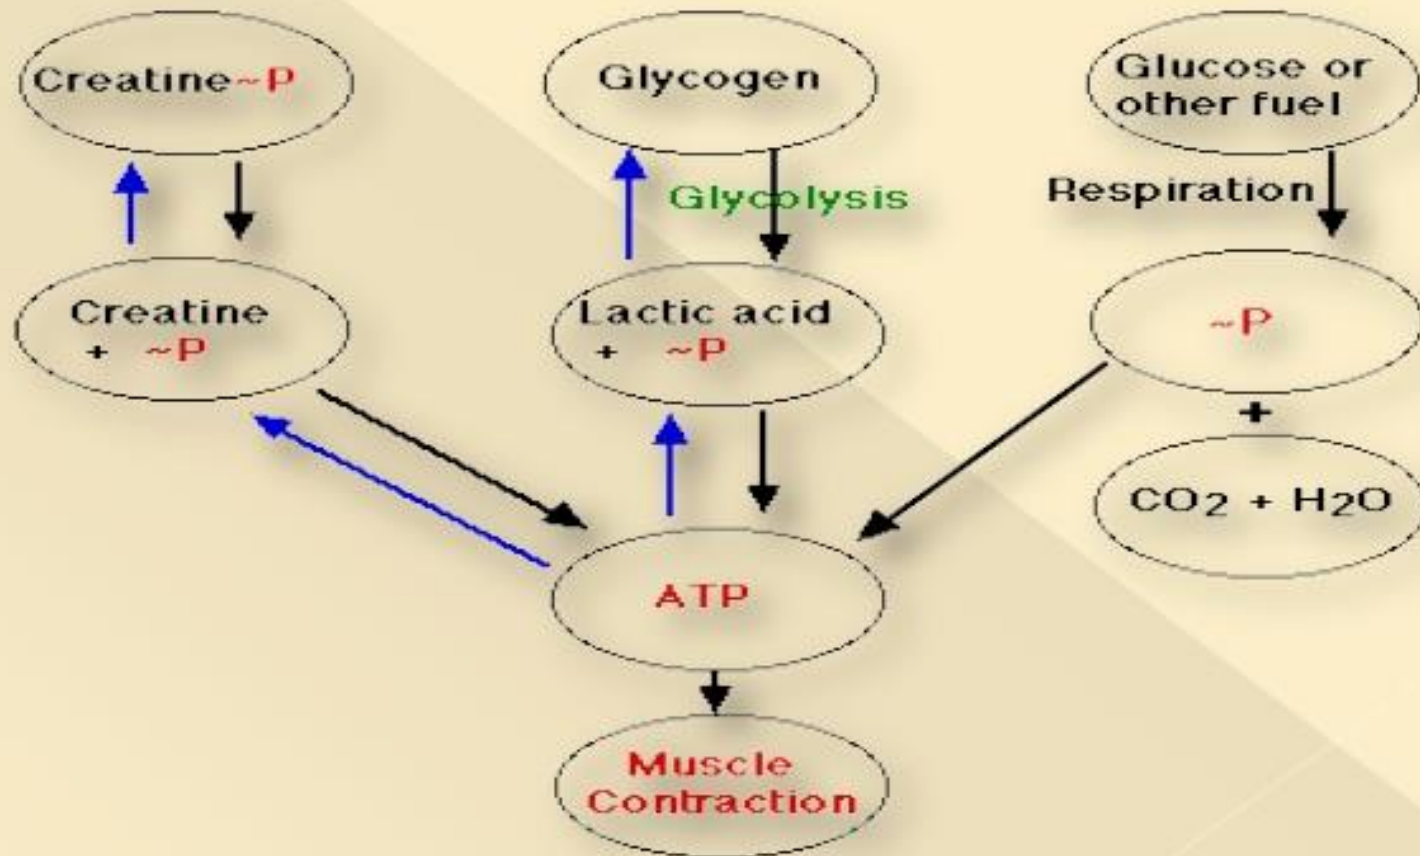 Creatine~P
Glycogen
Glucose or
other fuel
Glycolysis
Respiration
Creatine
+ ~P
Lactic acid
+ ~P
~P
+
CO2 + H2O
ATP
Muscle
Contraction